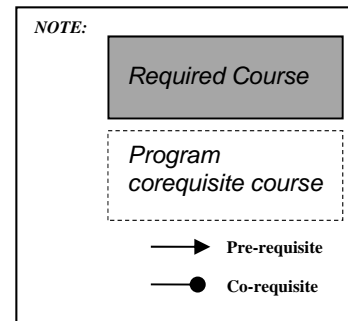 NOTE:
Required Course
Program
corequisite course
Pre-requisite
Co-requisite